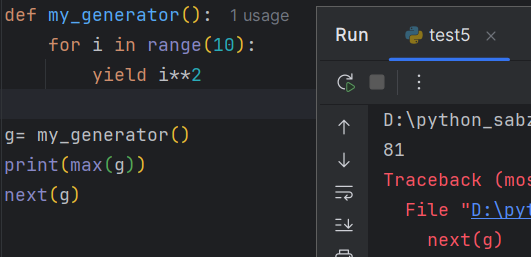 def my_generator(): 1 usage
for i in range(10):
yield i**2
g= my_generator()
print(max(g))
next(g)
Run
test5
D:\python_sabz
81
Traceback (mos
File "D:\pyt
next(g)